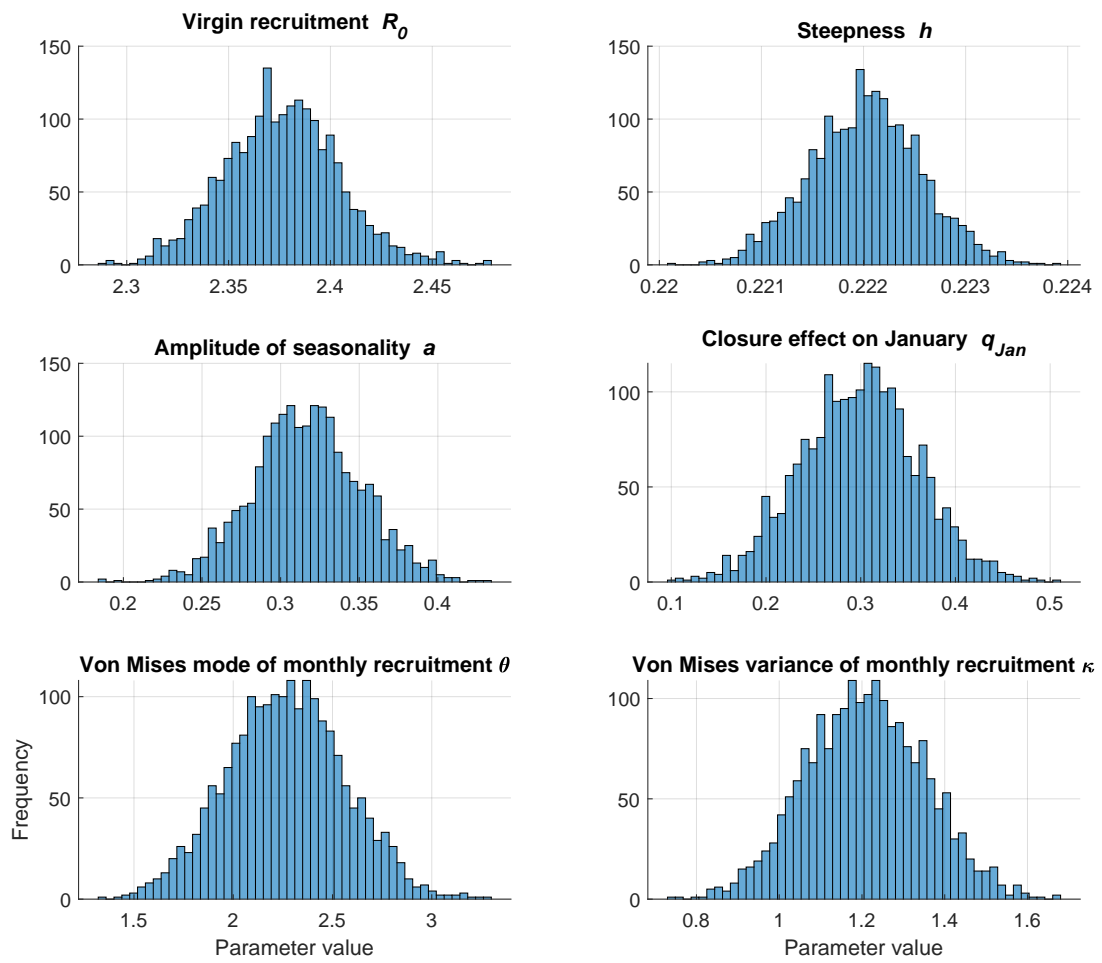 Virgin recruitment R_0
150
100
50
0
2.3 2.35 2.4 2.45
Steepness h
150
100
50
0
0.22 0.221 0.222 0.223 0.224
Amplitude of seasonality a
150
100
50
0
0.2 0.25 0.3 0.35 0.4
Closure effect on January q_Jan
100
50
0
0.1 0.2 0.3 0.4 0.5
Von Mises mode of monthly recruitment θ
100
50
0
Frequency
1.5 2 2.5 3
Parameter value
Von Mises variance of monthly recruitment κ
100
50
0
0.8 1 1.2 1.4 1.6
Parameter value